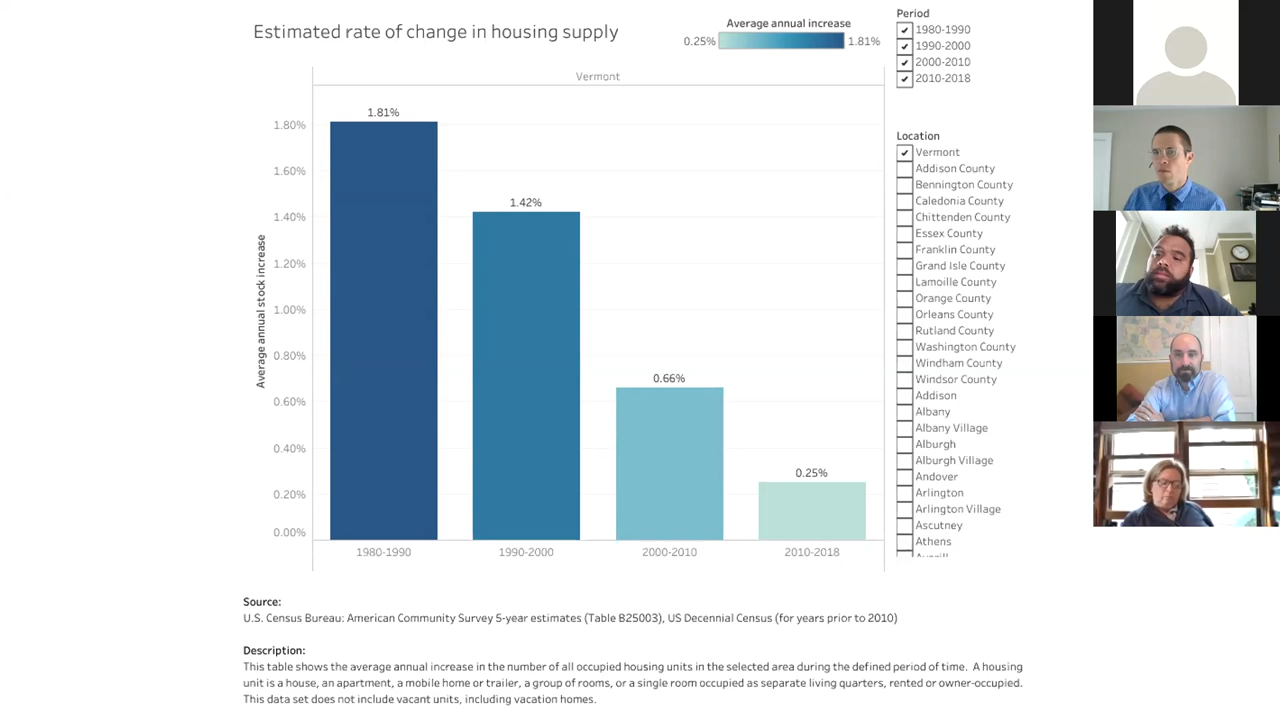 Estimated rate of change in housing supply
Average annual increase
0.25% 1.81%
Period
1980-1990
1990-2000
2000-2010
2010-2018
Vermont
1.81%
1.42%
0.66%
0.25%
1.80%
1.60%
1.40%
1.20%
1.00%
0.80%
0.60%
0.40%
0.20%
0.00%
Average annual stock increase
1980-1990 1990-2000 2000-2010 2010-2018
Location
Vermont
Addison County
Bennington County
Caledonia County
Chittenden County
Essex County
Franklin County
Grand Isle County
Lamoille County
Orange County
Orleans County
Rutland County
Washington County
Windham County
Windsor County
Addison
Albany
Albany Village
Alburgh
Alburgh Village
Andover
Arlington
Arlington Village
Ascutney
Athens
Source:
U.S. Census Bureau: American Community Survey 5-year estimates (Table B25003), US Decennial Census (for years prior to 2010)
Description:
This table shows the average annual increase in the number of all occupied housing units in the selected area during the defined period of time. A housing
unit is a house, an apartment, a mobile home or trailer, a group of rooms, or a single room occupied as separate living quarters, rented or owner-occupied.
This data set does not include vacant units, including vacation homes.